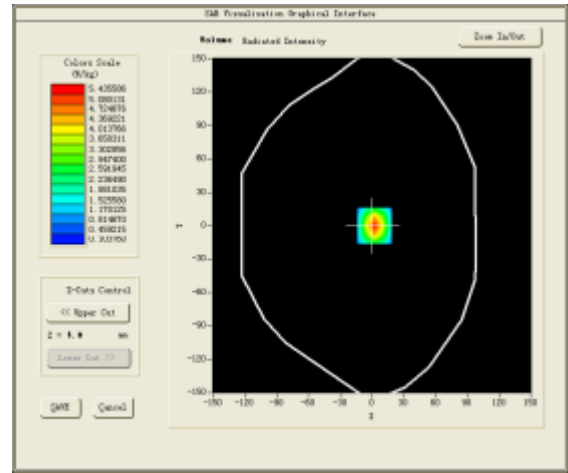 SAR Visualisation Graphical Interface
Volume Radiated Intensity
Zoom In/Out
Colors Scale
(W/kg)
5.435586
5.080131
4.724676
4.369221
4.013766
3.658311
3.302856
2.947400
2.591945
2.236490
1.881035
1.525580
1.170125
0.814670
0.459215
0.103760
150-
120-
90-
60-
30-
Y 0-
-30-
-60-
-90-
-120-
-150-
-150 -120 -90 -60 -30 0 30 60 90 120 150
X
Z-Cuts Control
<< Upper Cut
Z = 4.0 mm
Lower Cut >>
SAVE Cancel